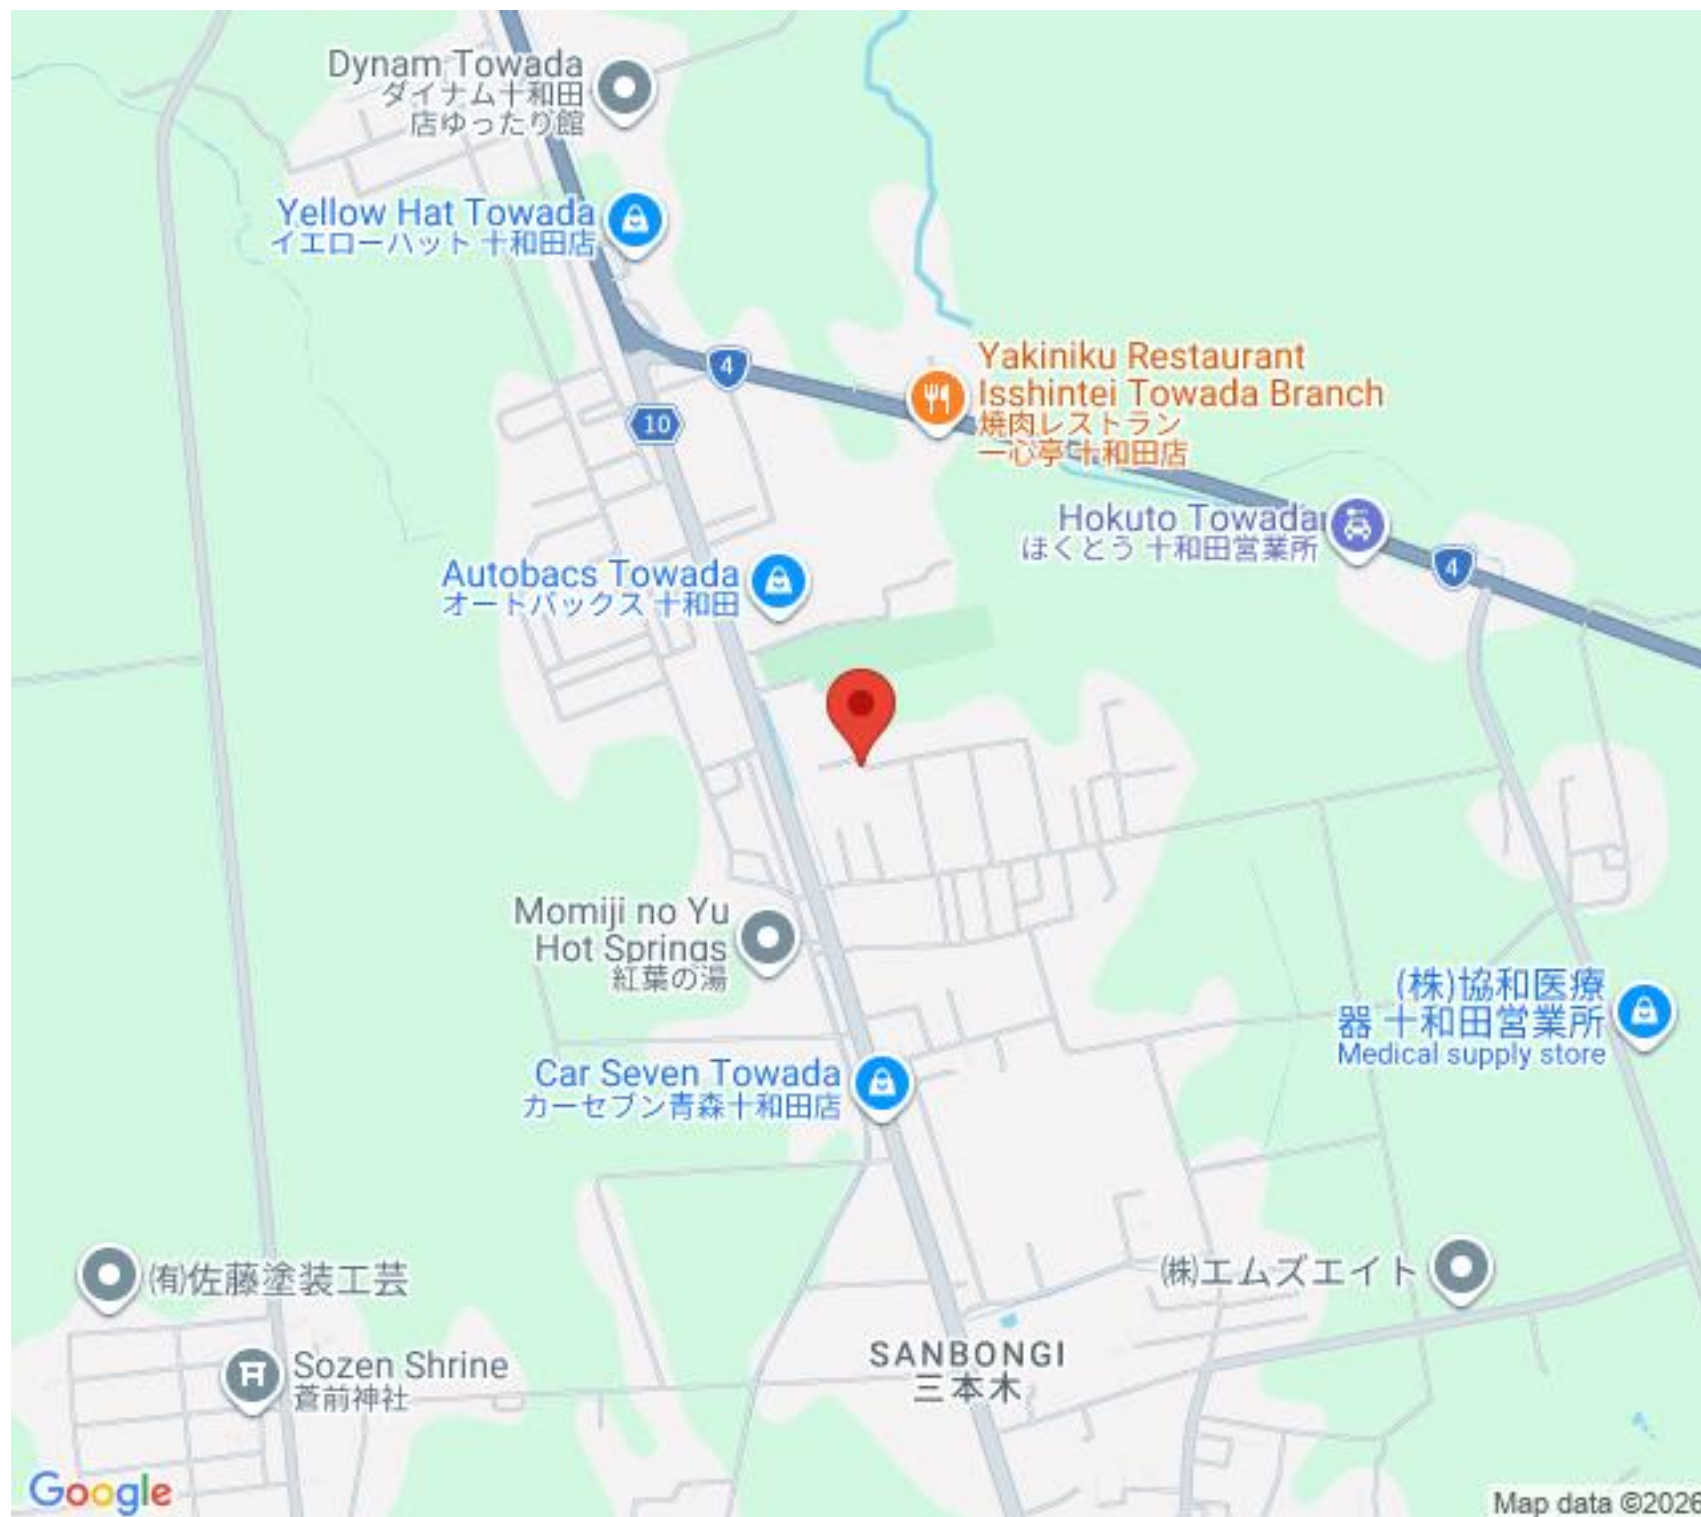 Dynam Towada
ダイナム十和田
店ゆったり館
Yellow Hat Towada
イエローハット 十和田店
4
Yakiniku Restaurant
Isshintei Towada Branch
焼肉レストラン
一心亭 十和田店
10
Hokuto Towada
ほくとう 十和田営業所
4
Autobacs Towada
オートバックス 十和田
Momiji no Yu
Hot Springs
紅葉の湯
(株)協和医療
器 十和田営業所
Medical supply store
Car Seven Towada
カーセブン青森十和田店
㈲佐藤塗装工芸
㈱エムズエイト
Sozen Shrine
蒼前神社
SANBONGI
三本木
Google
Map data ©2026